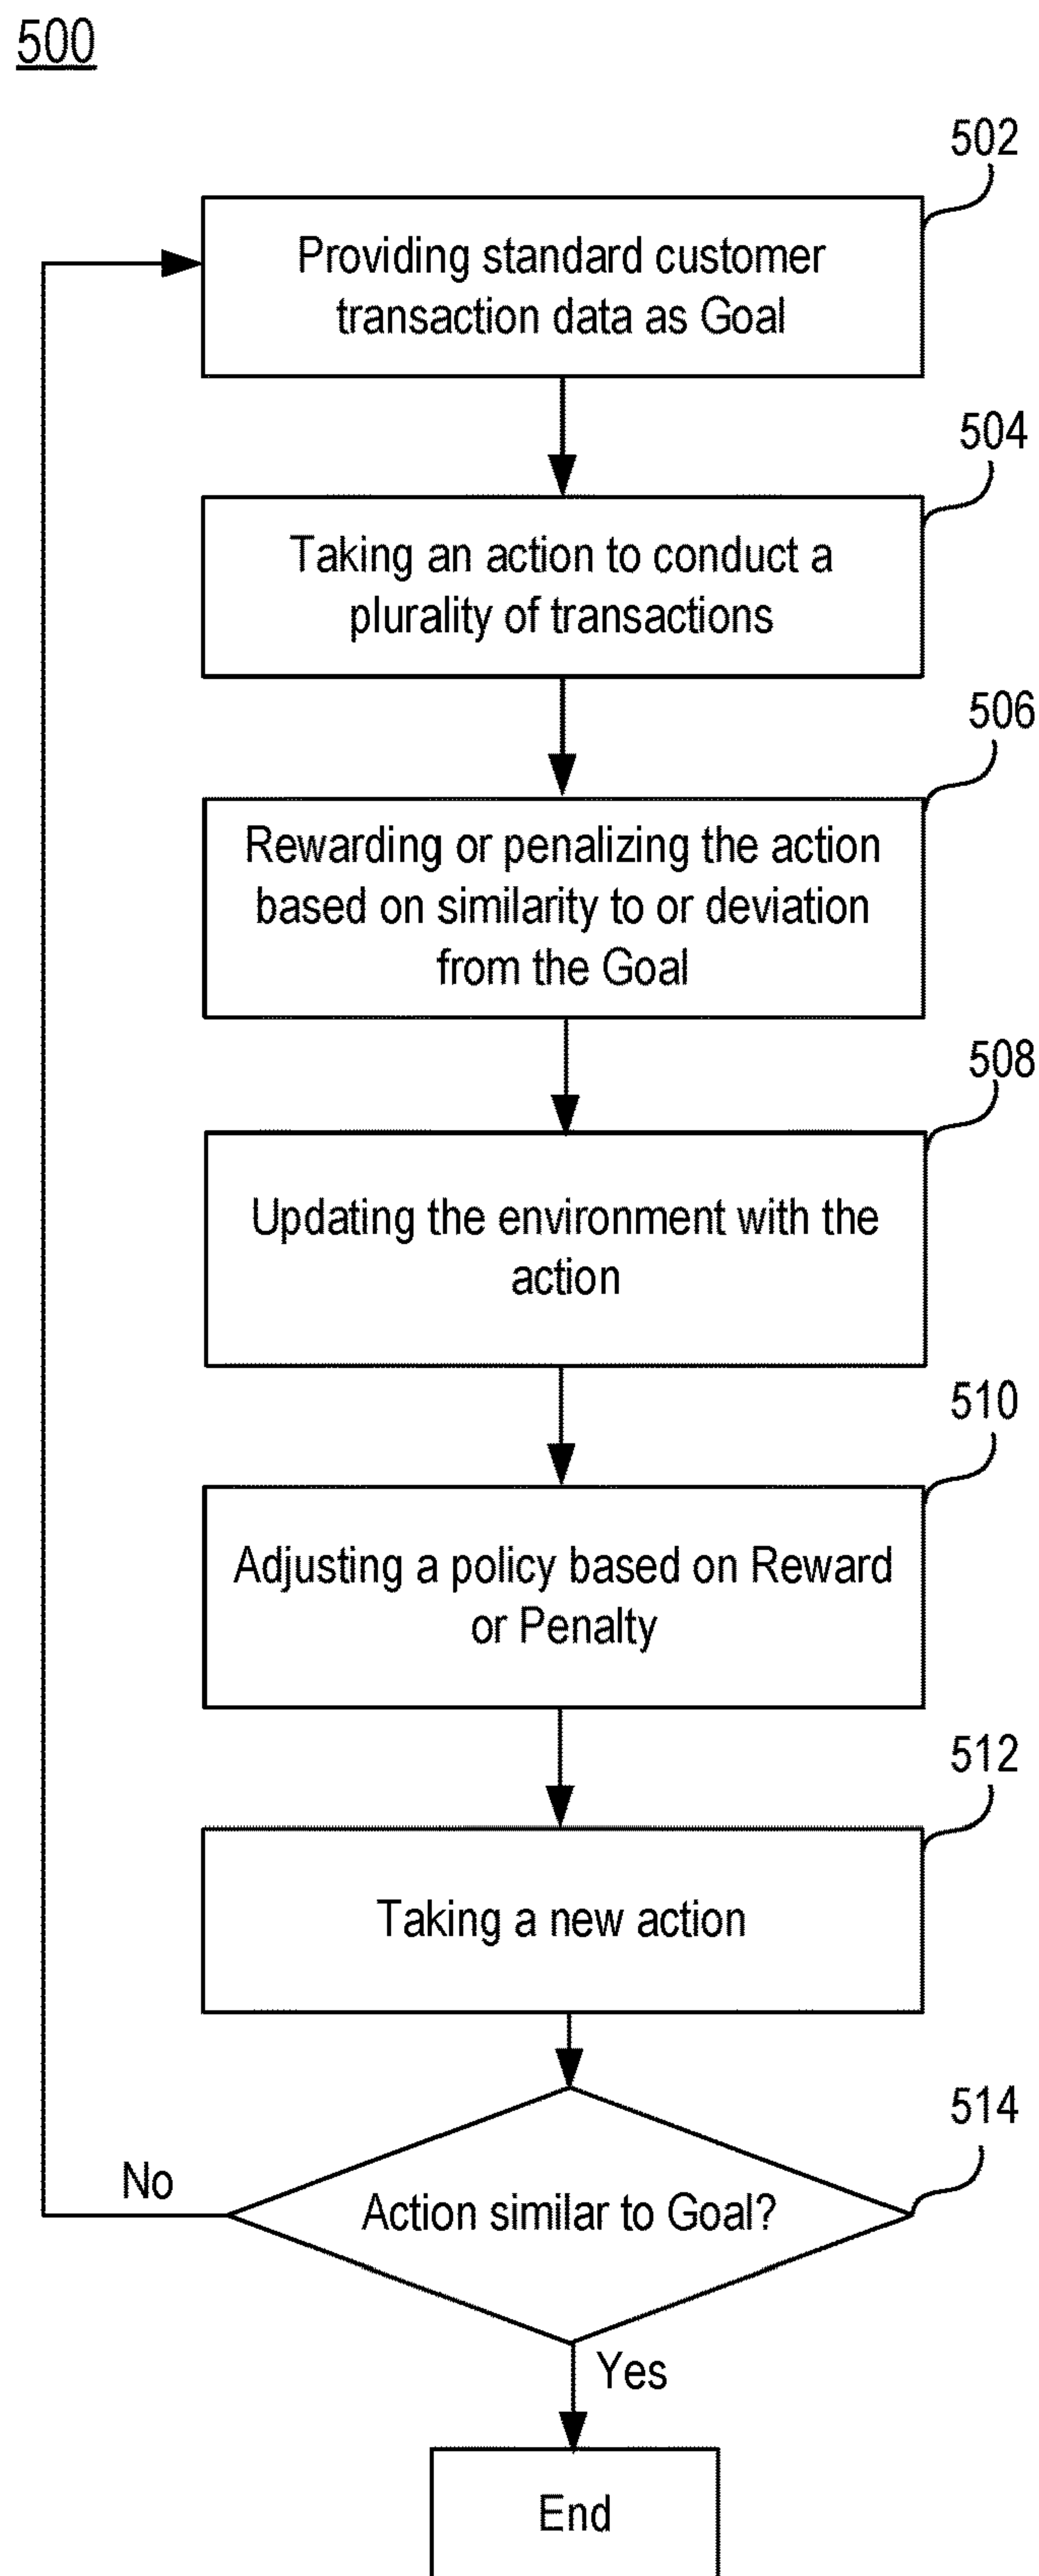 500
502
Providing standard customer
transaction data as Goal
504
Taking an action to conduct a
plurality of transactions
506
Rewarding or penalizing the action
based on similarity to or deviation
from the Goal
508
Updating the environment with the
action
510
Adjusting a policy based on Reward
or Penalty
512
Taking a new action
514
No
Action similar to Goal?
Yes
End